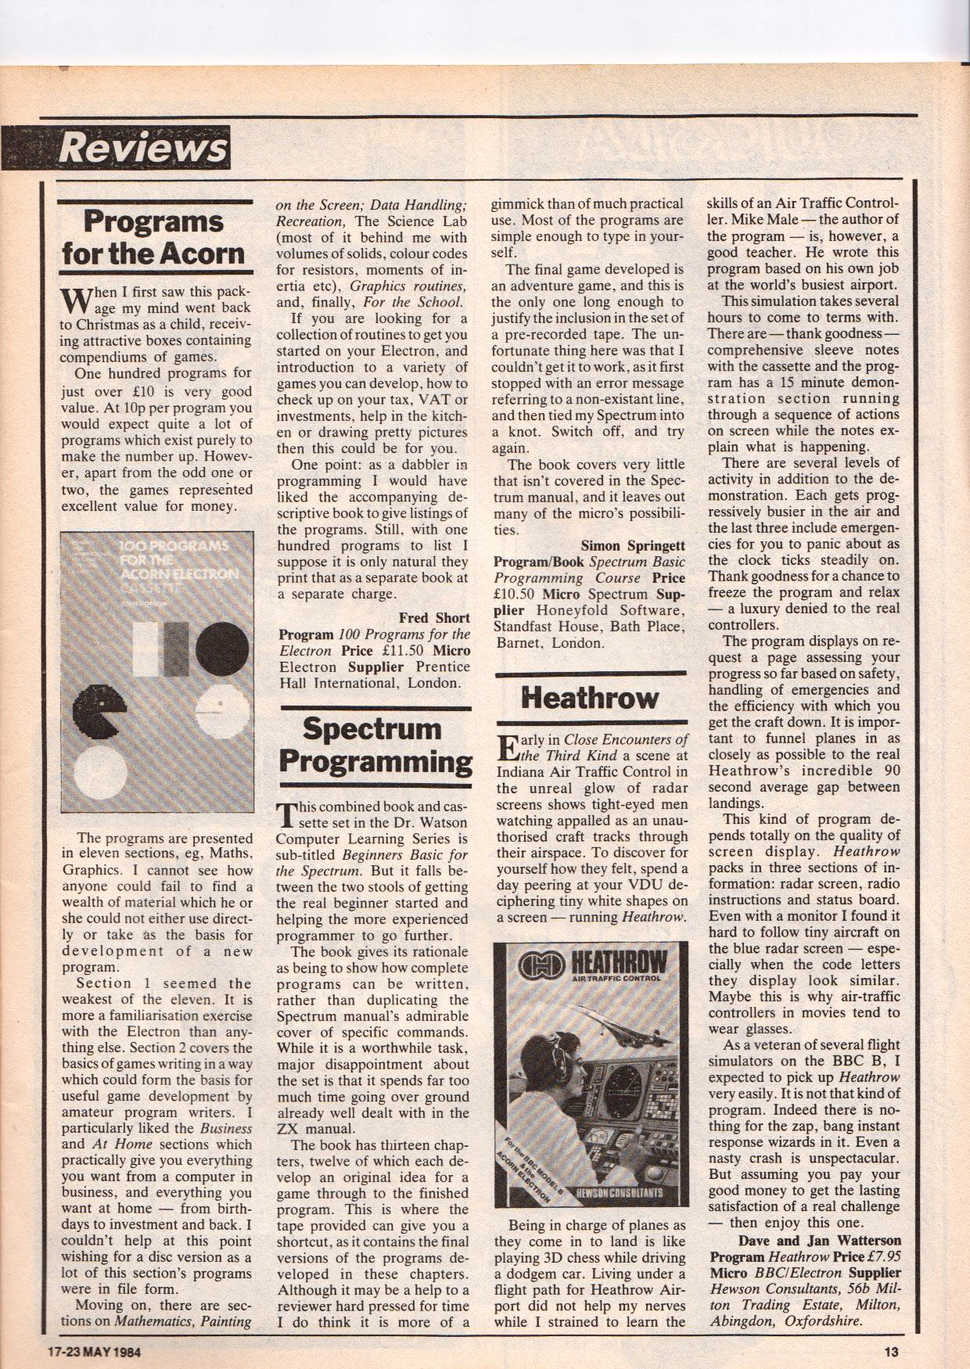 Reviews
Programs
for the Acorn
When I first saw this pack-
age my mind went back
to Christmas as a child, receiv-
ing attractive boxes containing
compendiums of games.
One hundred programs for
just over £10 is very good
value. At 10p per program you
would expect quite a lot of
programs which exist purely to
make the number up. Howev-
er, apart from the odd one or
two, the games represented
excellent value for money.
100 PROGRAMS
FOR THE
ACORN ELECTRON
CASSETTE
The programs are presented
in eleven sections, eg, Maths,
Graphics. I cannot see how
anyone could fail to find a
wealth of material which he or
she could not either use direct-
ly or take as the basis for
development of a new
program.
Section 1 seemed the
weakest of the eleven. It is
more a familiarisation exercise
with the Electron than any-
thing else. Section 2 covers the
basics of games writing in a way
which could form the basis for
useful game development by
amateur program writers. I
particularly liked the Business
and At Home sections which
practically give you everything
you want from a computer in
business, and everything you
want at home — from birth-
days to investment and back. I
couldn't help at this point
wishing for a disc version as a
lot of this section's programs
were in file form.
Moving on, there are sec-
tions on Mathematics, Painting
on the Screen; Data Handling;
Recreation, The Science Lab
(most of it behind me with
volumes of solids, colour codes
for resistors, moments of in-
ertia etc), Graphics routines,
and, finally, For the School.
If you are looking for a
collection of routines to get you
started on your Electron, and
introduction to a variety of
games you can develop, how to
check up on your tax, VAT or
investments, help in the kitch-
en or drawing pretty pictures
then this could be for you.
One point: as a dabbler in
programming I would have
liked the accompanying de-
scriptive book to give listings of
the programs. Still, with one
hundred programs to list I
suppose it is only natural they
print that as a separate book at
a separate charge.
Fred Short
Program 100 Programs for the
Electron Price £11.50 Micro
Electron Supplier Prentice
Hall International, London.
Spectrum
Programming
This combined book and cas-
sette set in the Dr. Watson
Computer Learning Series is
sub-titled Beginners Basic for
the Spectrum. But it falls be-
tween the two stools of getting
the real beginner started and
helping the more experienced
programmer to go further.
The book gives its rationale
as being to show how complete
programs can be written,
rather than duplicating the
Spectrum manual's admirable
cover of specific commands.
While it is a worthwhile task,
major disappointment about
the set is that it spends far too
much time going over ground
already well dealt with in the
ZX manual.
The book has thirteen chap-
ters, twelve of which each de-
velop an original idea for a
game through to the finished
program. This is where the
tape provided can give you a
shortcut, as it contains the final
versions of the programs de-
veloped in these chapters.
Although it may be a help to a
reviewer hard pressed for time
I do think it is more of a
gimmick than of much practical
use. Most of the programs are
simple enough to type in your-
self.
The final game developed is
an adventure game, and this is
the only one long enough to
justify the inclusion in the set of
a pre-recorded tape. The un-
fortunate thing here was that I
couldn't get it to work, as it first
stopped with an error message
referring to a non-existant line,
and then tied my Spectrum into
a knot. Switch off, and try
again.
The book covers very little
that isn't covered in the Spec-
trum manual, and it leaves out
many of the micro's possibili-
ties.
Simon Springett
Program/Book Spectrum Basic
Programming Course Price
£10.50 Micro Spectrum Sup-
plier Honeyfold Software,
Standfast House, Bath Place,
Barnet, London.
Heathrow
Early in Close Encounters of
the Third Kind a scene at
Indiana Air Traffic Control in
the unreal glow of radar
screens shows tight-eyed men
watching appalled as an unau-
thorised craft tracks through
their airspace. To discover for
yourself how they felt, spend a
day peering at your VDU de-
ciphering tiny white shapes on
a screen — running Heathrow.
HEATHROW
AIR TRAFFIC CONTROL
For the BBC MODEL B
& the
ACORN ELECTRON
HEWSON CONSULTANTS
Being in charge of planes as
they come in to land is like
playing 3D chess while driving
a dodgem car. Living under a
flight path for Heathrow Air-
port did not help my nerves
while I strained to learn the
skills of an Air Traffic Control-
ler. Mike Male — the author of
the program — is, however, a
good teacher. He wrote this
program based on his own job
at the world's busiest airport.
This simulation takes several
hours to come to terms with.
There are — thank goodness —
comprehensive sleeve notes
with the cassette and the prog-
ram has a 15 minute demon-
stration section running
through a sequence of actions
on screen while the notes ex-
plain what is happening.
There are several levels of
activity in addition to the de-
monstration. Each gets prog-
ressively busier in the air and
the last three include emergen-
cies for you to panic about as
the clock ticks steadily on.
Thank goodness for a chance to
freeze the program and relax
— a luxury denied to the real
controllers.
The program displays on re-
quest a page assessing your
progress so far based on safety,
handling of emergencies and
the efficiency with which you
get the craft down. It is impor-
tant to funnel planes in as
closely as possible to the real
Heathrow's incredible 90
second average gap between
landings.
This kind of program de-
pends totally on the quality of
screen display. Heathrow
packs in three sections of in-
formation: radar screen, radio
instructions and status board.
Even with a monitor I found it
hard to follow tiny aircraft on
the blue radar screen — espe-
cially when the code letters
they display look similar.
Maybe this is why air-traffic
controllers in movies tend to
wear glasses.
As a veteran of several flight
simulators on the BBC B, I
expected to pick up Heathrow
very easily. It is not that kind of
program. Indeed there is no-
thing for the zap, bang instant
response wizards in it. Even a
nasty crash is unspectacular.
But assuming you pay your
good money to get the lasting
satisfaction of a real challenge
— then enjoy this one.
Dave and Jan Watterson
Program Heathrow Price £7.95
Micro BBC/Electron Supplier
Hewson Consultants, 56b Mil-
ton Trading Estate, Milton,
Abingdon, Oxfordshire.
17-23 MAY 1984
13